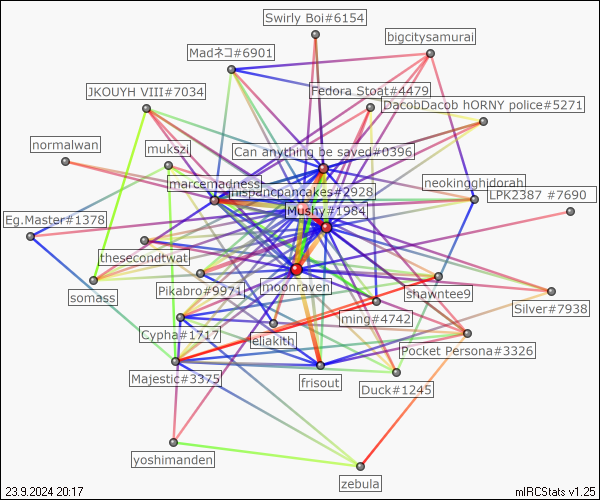 Swirly Boi#6154
bigcitysamurai
Madネコ#6901
Fedora Stoat#4479
JKOUYH VIII#7034
DacobDacob hORNY police#5271
normalwan
mukszi
Can anything be saved#0396
marcemadness
hispancpancakes#2928
neokingghidorah
LPK2387 #7690
Mushy#1984
Eg.Master#1378
thesecondtwat
moonraven
somass
Pikabro#9971
shawntee9
Silver#7938
ming#4742
Cypha#1717
leliakith
Pocket Persona#3326
Majestic#3375
frisout
Duck#1245
yoshimanden
zebula
23.9.2024 20:17
mIRCStats v1.25